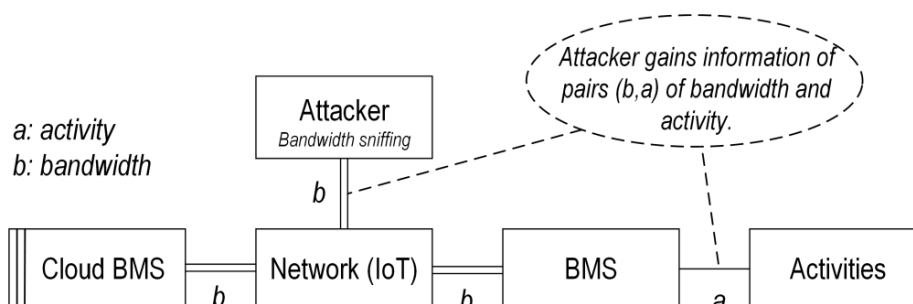 Attacker gains information of
pairs (b,a) of bandwidth and
activity.
Attacker
Bandwidth sniffing
a: activity
b: bandwidth
b
Cloud BMS
Network (IoT)
BMS
Activities
b
b
a